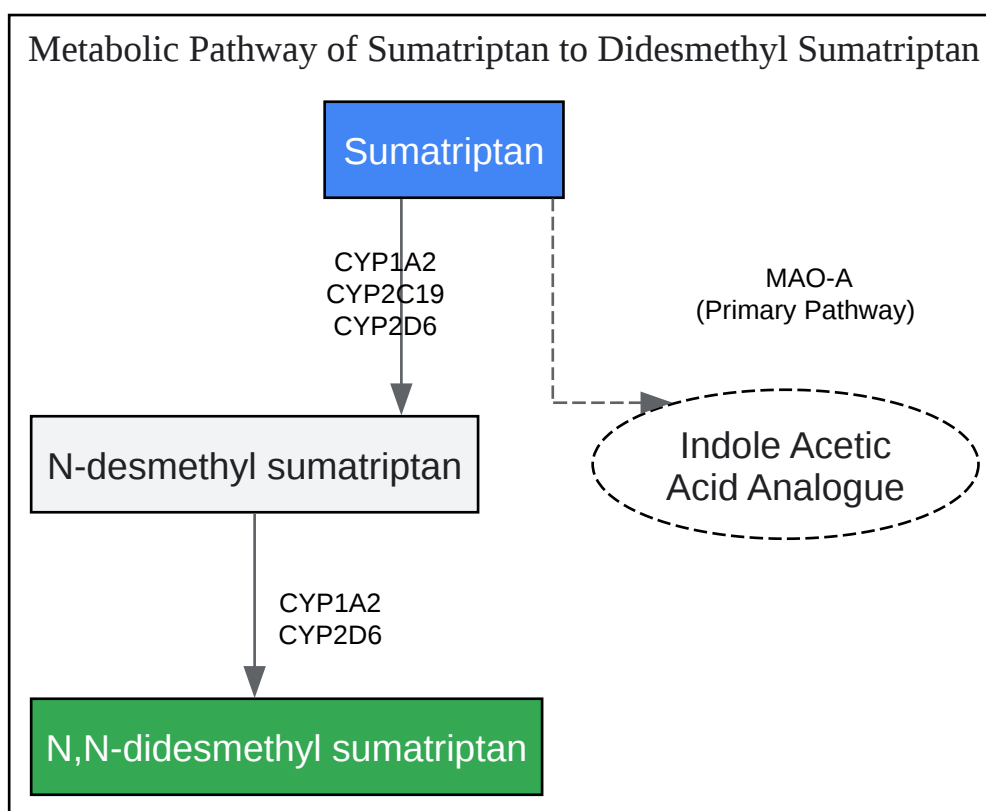 Metabolic Pathway of Sumatriptan to Didesmethyl Sumatriptan
Sumatriptan
CYP1A2
CYP2C19
CYP2D6
MAO-A
(Primary Pathway)
N-desmethyl sumatriptan
Indole Acetic
Acid Analogue
CYP1A2
CYP2D6
N,N-didesmethyl sumatriptan